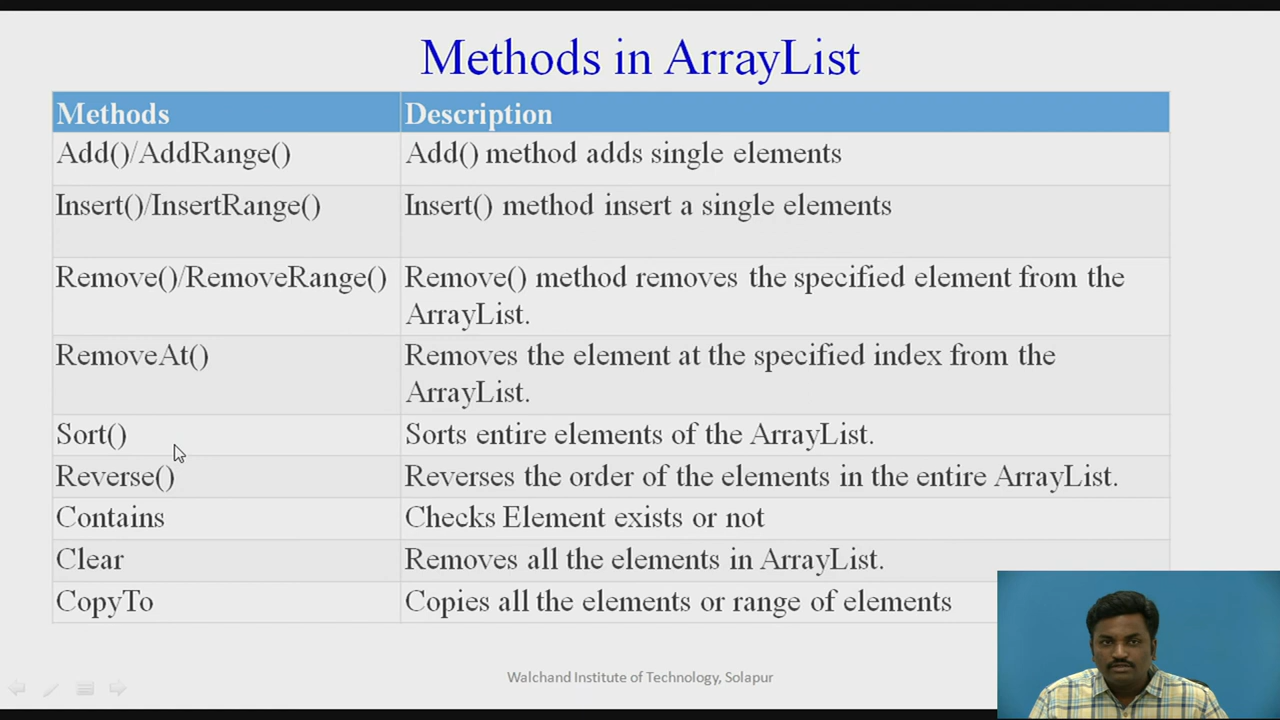 Methods in ArrayList
Methods Description
Add()/AddRange() Add() method adds single elements
Insert()/InsertRange() Insert() method insert a single elements
Remove()/RemoveRange() Remove() method removes the specified element from the
ArrayList.
RemoveAt() Removes the element at the specified index from the
ArrayList.
Sort() Sorts entire elements of the ArrayList.
Reverse() Reverses the order of the elements in the entire ArrayList.
Contains Checks Element exists or not
Clear Removes all the elements in ArrayList.
CopyTo Copies all the elements or range of elements
Walchand Institute of Technology, Solapur